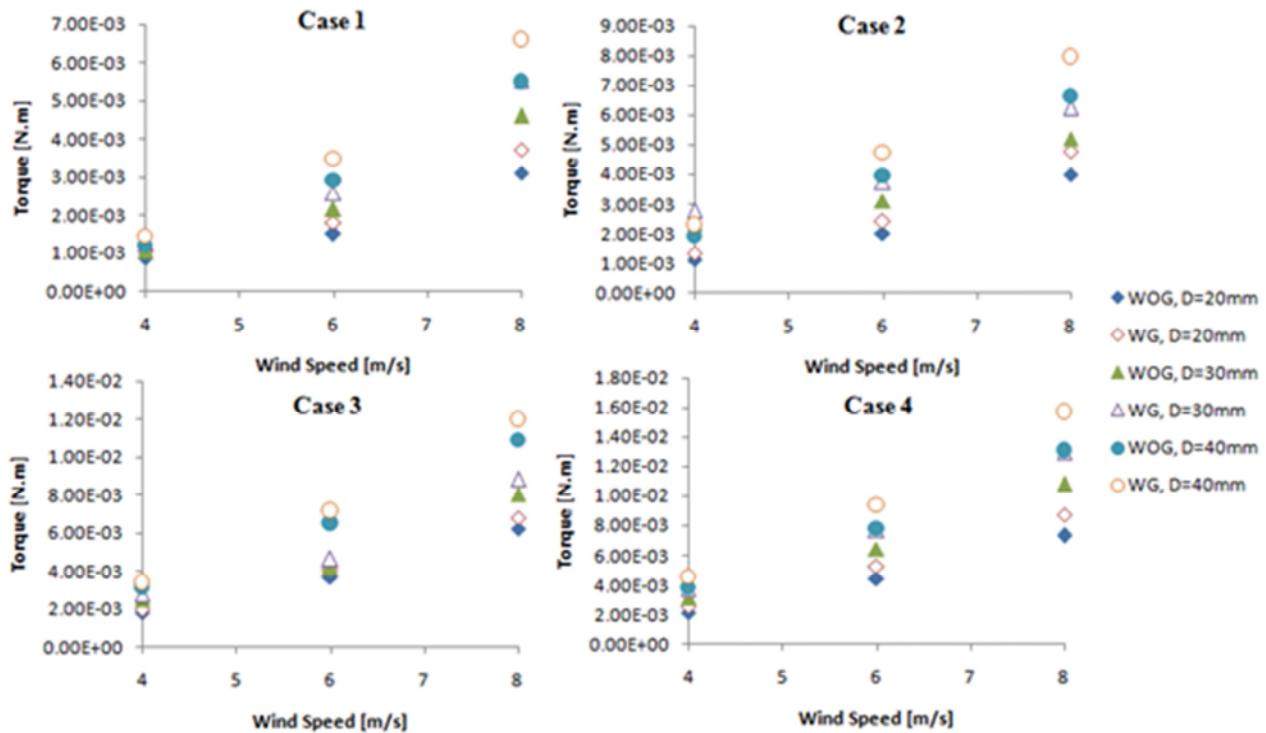 Case 1
7.00E-03
6.00E-03
5.00E-03
4.00E-03
3.00E-03
2.00E-03
1.00E-03
0.00E+00
Torque [N.m]
4 5 6 7 8
Wind Speed [m/s]
Case 2
9.00E-03
8.00E-03
7.00E-03
6.00E-03
5.00E-03
4.00E-03
3.00E-03
2.00E-03
1.00E-03
0.00E+00
Torque [N.m]
4 5 6 7 8
Wind Speed [m/s]
WOG, D=20mm
WG, D=20mm
WOG, D=30mm
WG, D=30mm
WOG, D=40mm
WG, D=40mm
Case 3
1.40E-02
1.20E-02
1.00E-02
8.00E-03
6.00E-03
4.00E-03
2.00E-03
0.00E+00
Torque [N.m]
4 5 6 7 8
Wind Speed [m/s]
Case 4
1.80E-02
1.60E-02
1.40E-02
1.20E-02
1.00E-02
8.00E-03
6.00E-03
4.00E-03
2.00E-03
0.00E+00
Torque [N.m]
4 5 6 7 8
Wind Speed [m/s]